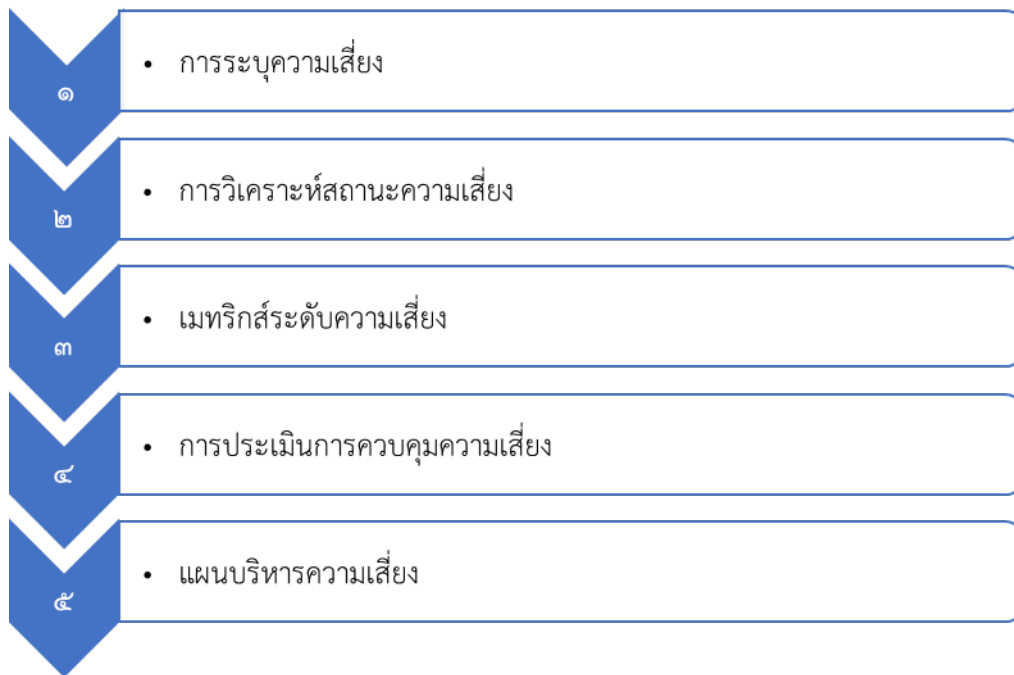 ๑
• การระบุความเสี่ยง
๒
• การวิเคราะห์สถานะความเสี่ยง
๓
• เมทริกส์ระดับความเสี่ยง
๔
• การประเมินการควบคุมความเสี่ยง
๕
• แผนบริหารความเสี่ยง